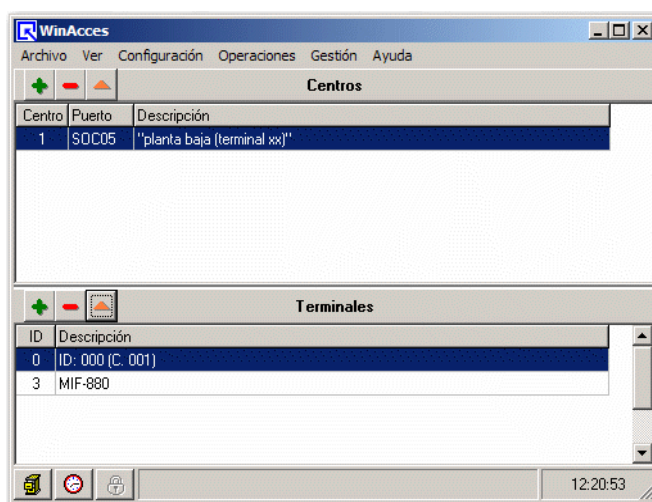 WinAcces
Archivo Ver Configuración Operaciones Gestión Ayuda
Centros
Centro Puerto Descripción
1 SOC05 "planta baja (terminal xx)"
Terminales
ID Descripción
0 ID: 000 (C. 001)
3 MIF-880
12:20:53